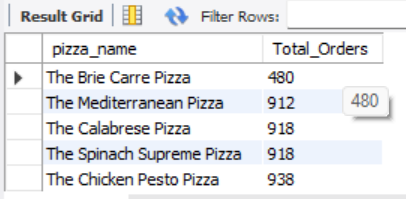 Result Grid Filter Rows:
pizza_name Total_Orders
The Brie Carre Pizza 480
The Mediterranean Pizza 912 480
The Calabrese Pizza 918
The Spinach Supreme Pizza 918
The Chicken Pesto Pizza 938